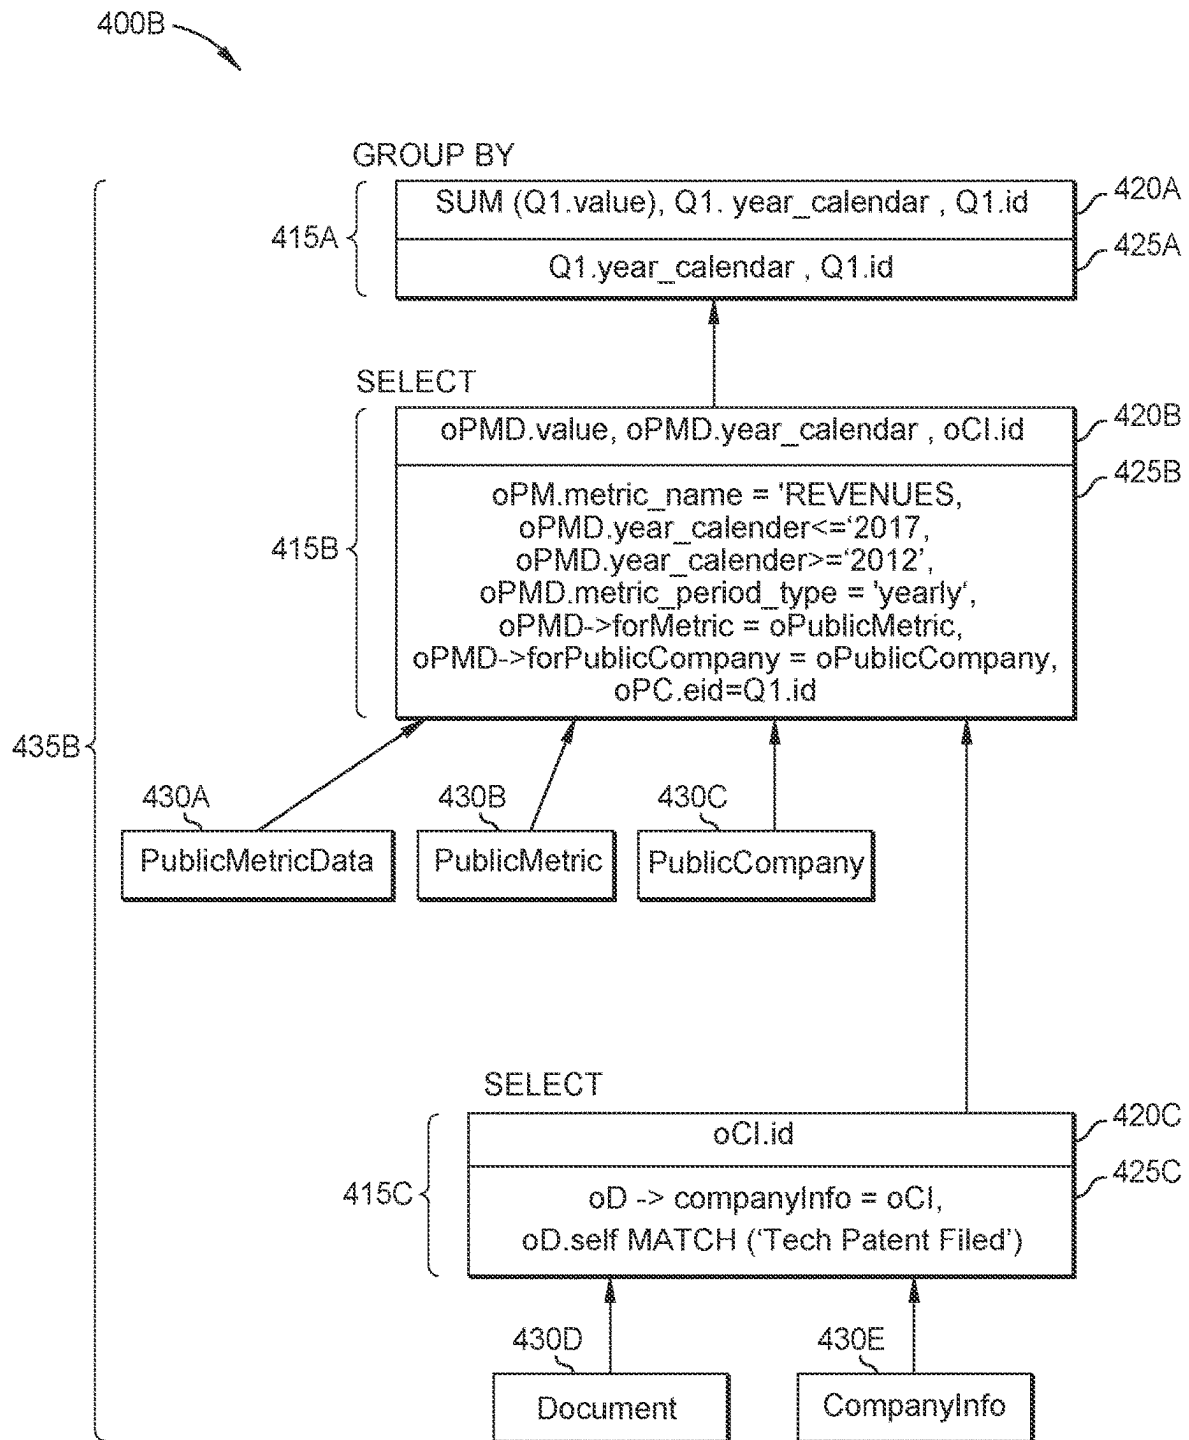 400B
GROUP BY
SUM (Q1.value), Q1. year_calendar , Q1.id
420A
415A
Q1.year_calendar , Q1.id
425A
SELECT
oPMD.value, oPMD.year_calendar , oCI.id
420B
425B
oPM.metric_name = 'REVENUES,
oPMD.year_calender<=‘2017,
415B
oPMD.year_calender>=‘2012’,
oPMD.metric_period_type = 'yearly',
oPMD->forMetric = oPublicMetric,
oPMD->forPublicCompany = oPublicCompany,
oPC.eid=Q1.id
435B
430A
430B
430C
PublicMetricData
PublicMetric
PublicCompany
SELECT
oCI.id
420C
425C
415C
oD -> companyInfo = oCI,
oD.self MATCH (‘Tech Patent Filed’)
430D
430E
Document
CompanyInfo